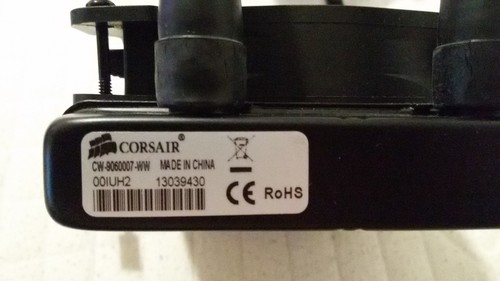 CORSAIR®
CW-9060007-WW MADE IN CHINA
00IUH2 13039430
CE RoHS